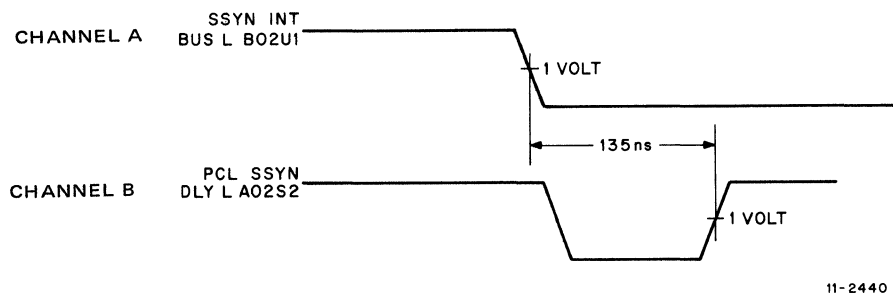 CHANNEL A
SSYN INT
BUS L B02U1
1 VOLT
135ns
CHANNEL B
PCL SSYN
DLY L A02S2
1 VOLT
11-2440